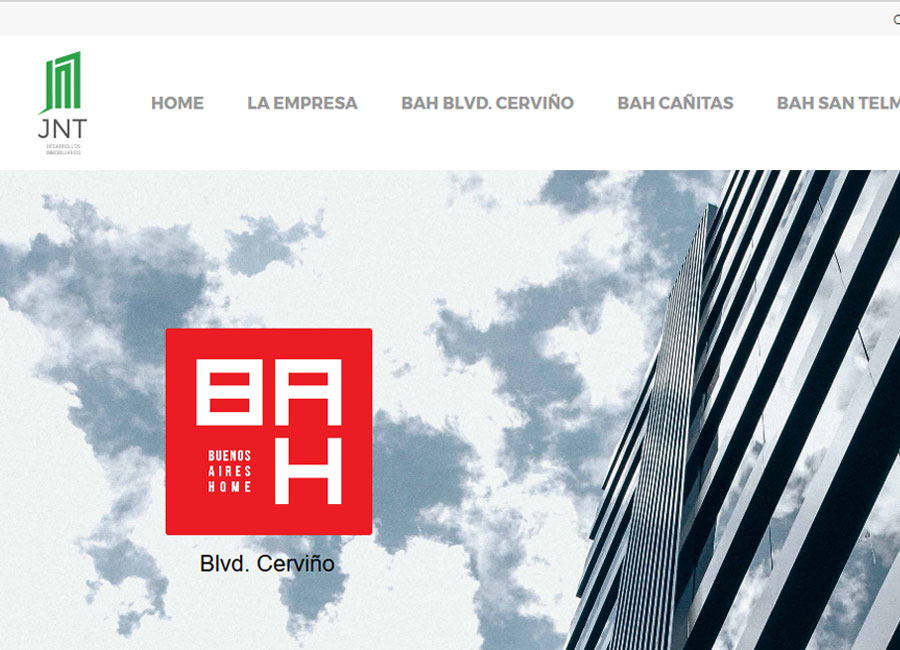 JNT
DESARROLLOS
INMOBILIARIOS
HOME
LA EMPRESA
BAH BLVD. CERVIÑO
BAH CAÑITAS
BAH SAN TELM
BA
H
BUENOS
AIRES
HOME
Blvd. Cerviño